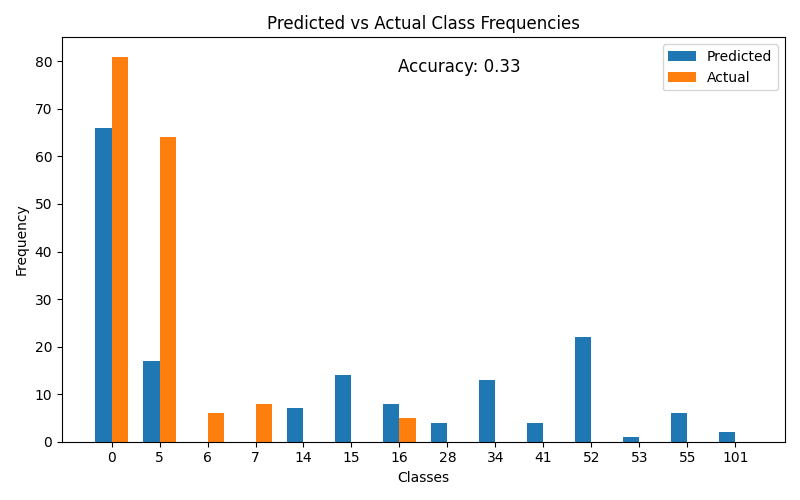 Predicted vs Actual Class Frequencies
Accuracy: 0.33
Predicted
Actual
Frequency
80
70
60
50
40
30
20
10
0
0 5 6 7 14 15 16 28 34 41 52 53 55 101
Classes